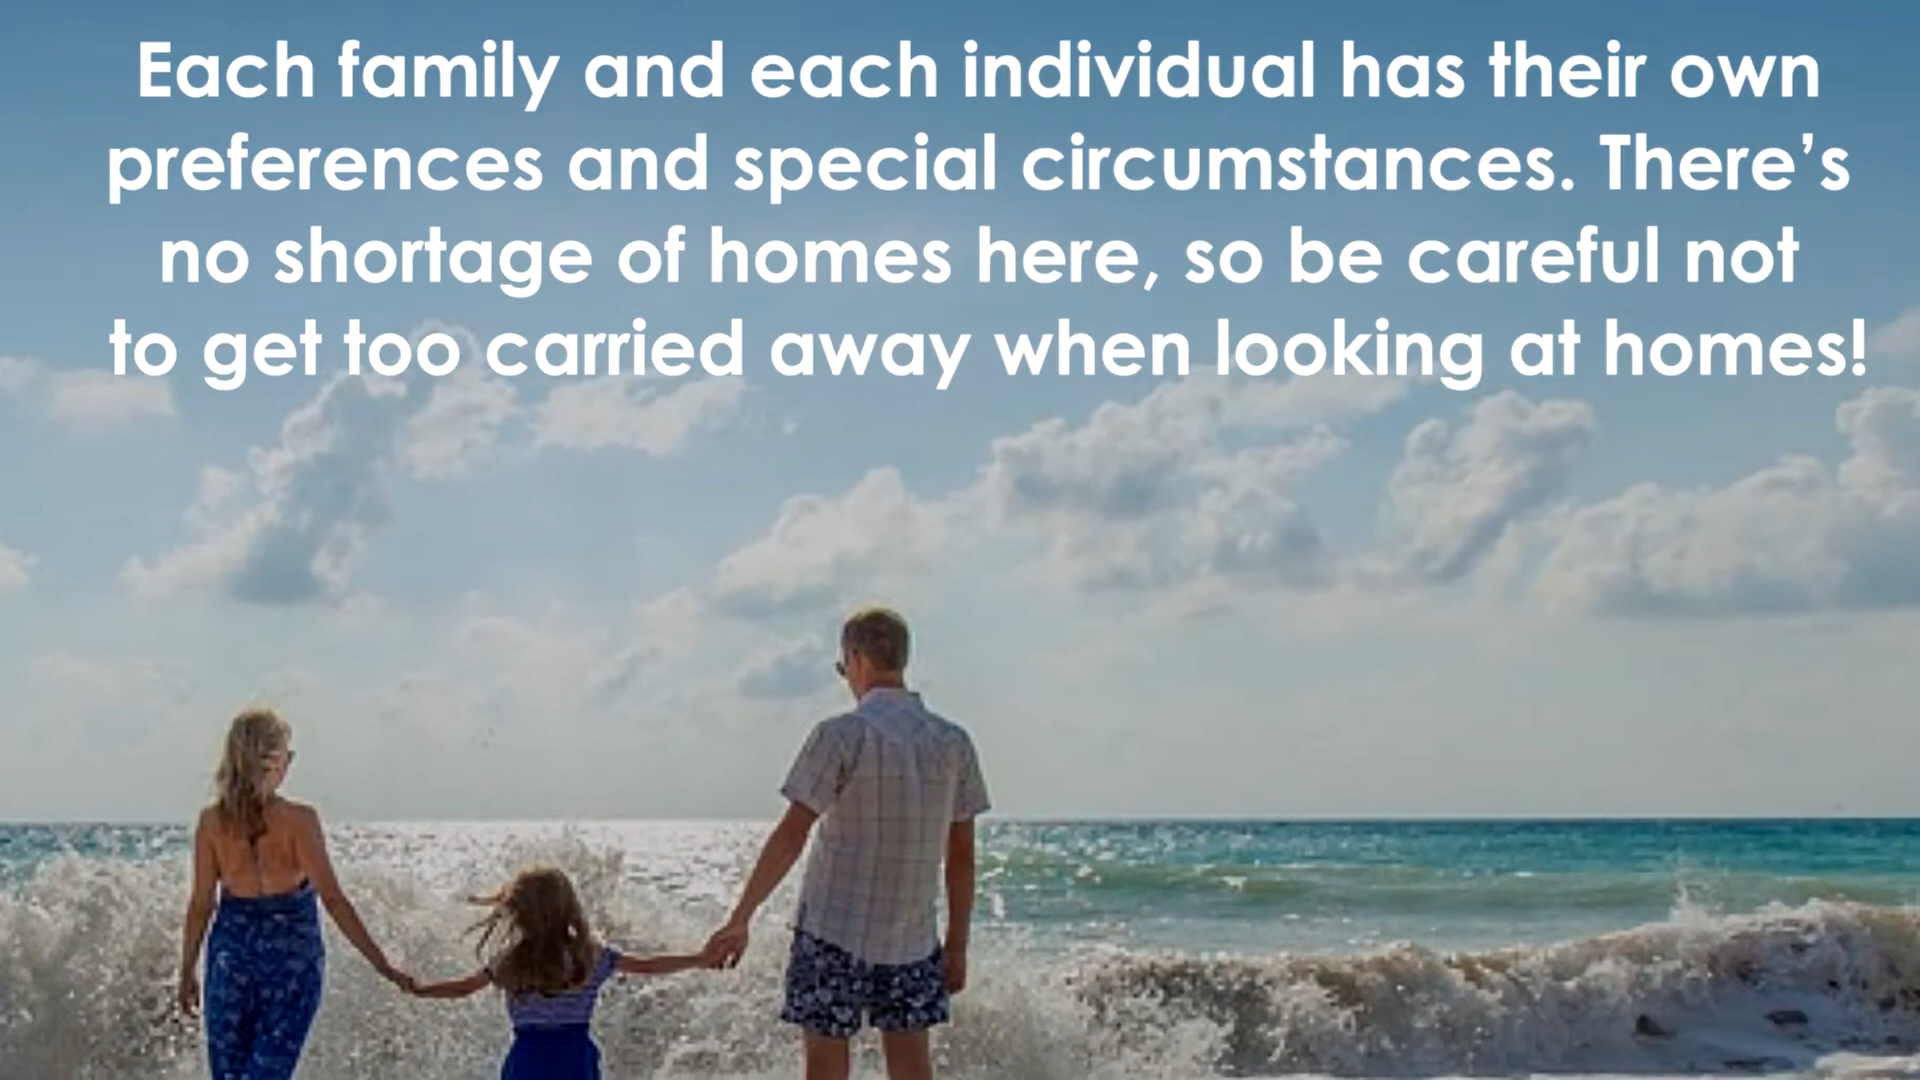 Each family and each individual has their own
preferences and special circumstances. There’s
no shortage of homes here, so be careful not
to get too carried away when looking at homes!